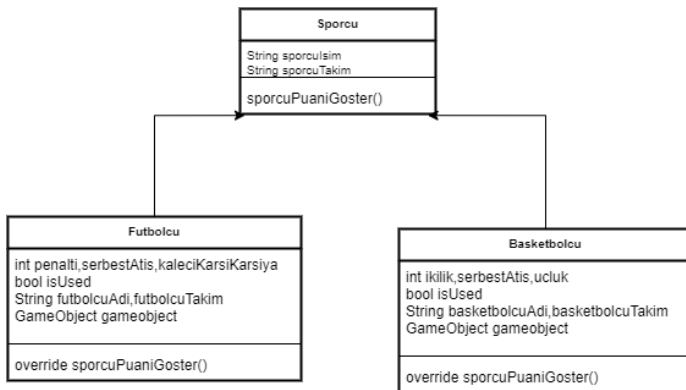 Sporcu
String sporcuIsim
String sporcuTakim
sporcuPuaniGoster()
Futbolcu
int penalti,serbestAtis,kaleciKarsiKarsiya
bool isUsed
String futbolcuAdi,futbolcuTakim
GameObject gameobject
override sporcuPuaniGoster()
Basketbolcu
int ikilik,serbestAtis,ucluk
bool isUsed
String basketbolcuAdi,basketbolcuTakim
GameObject gameobject
override sporcuPuaniGoster()